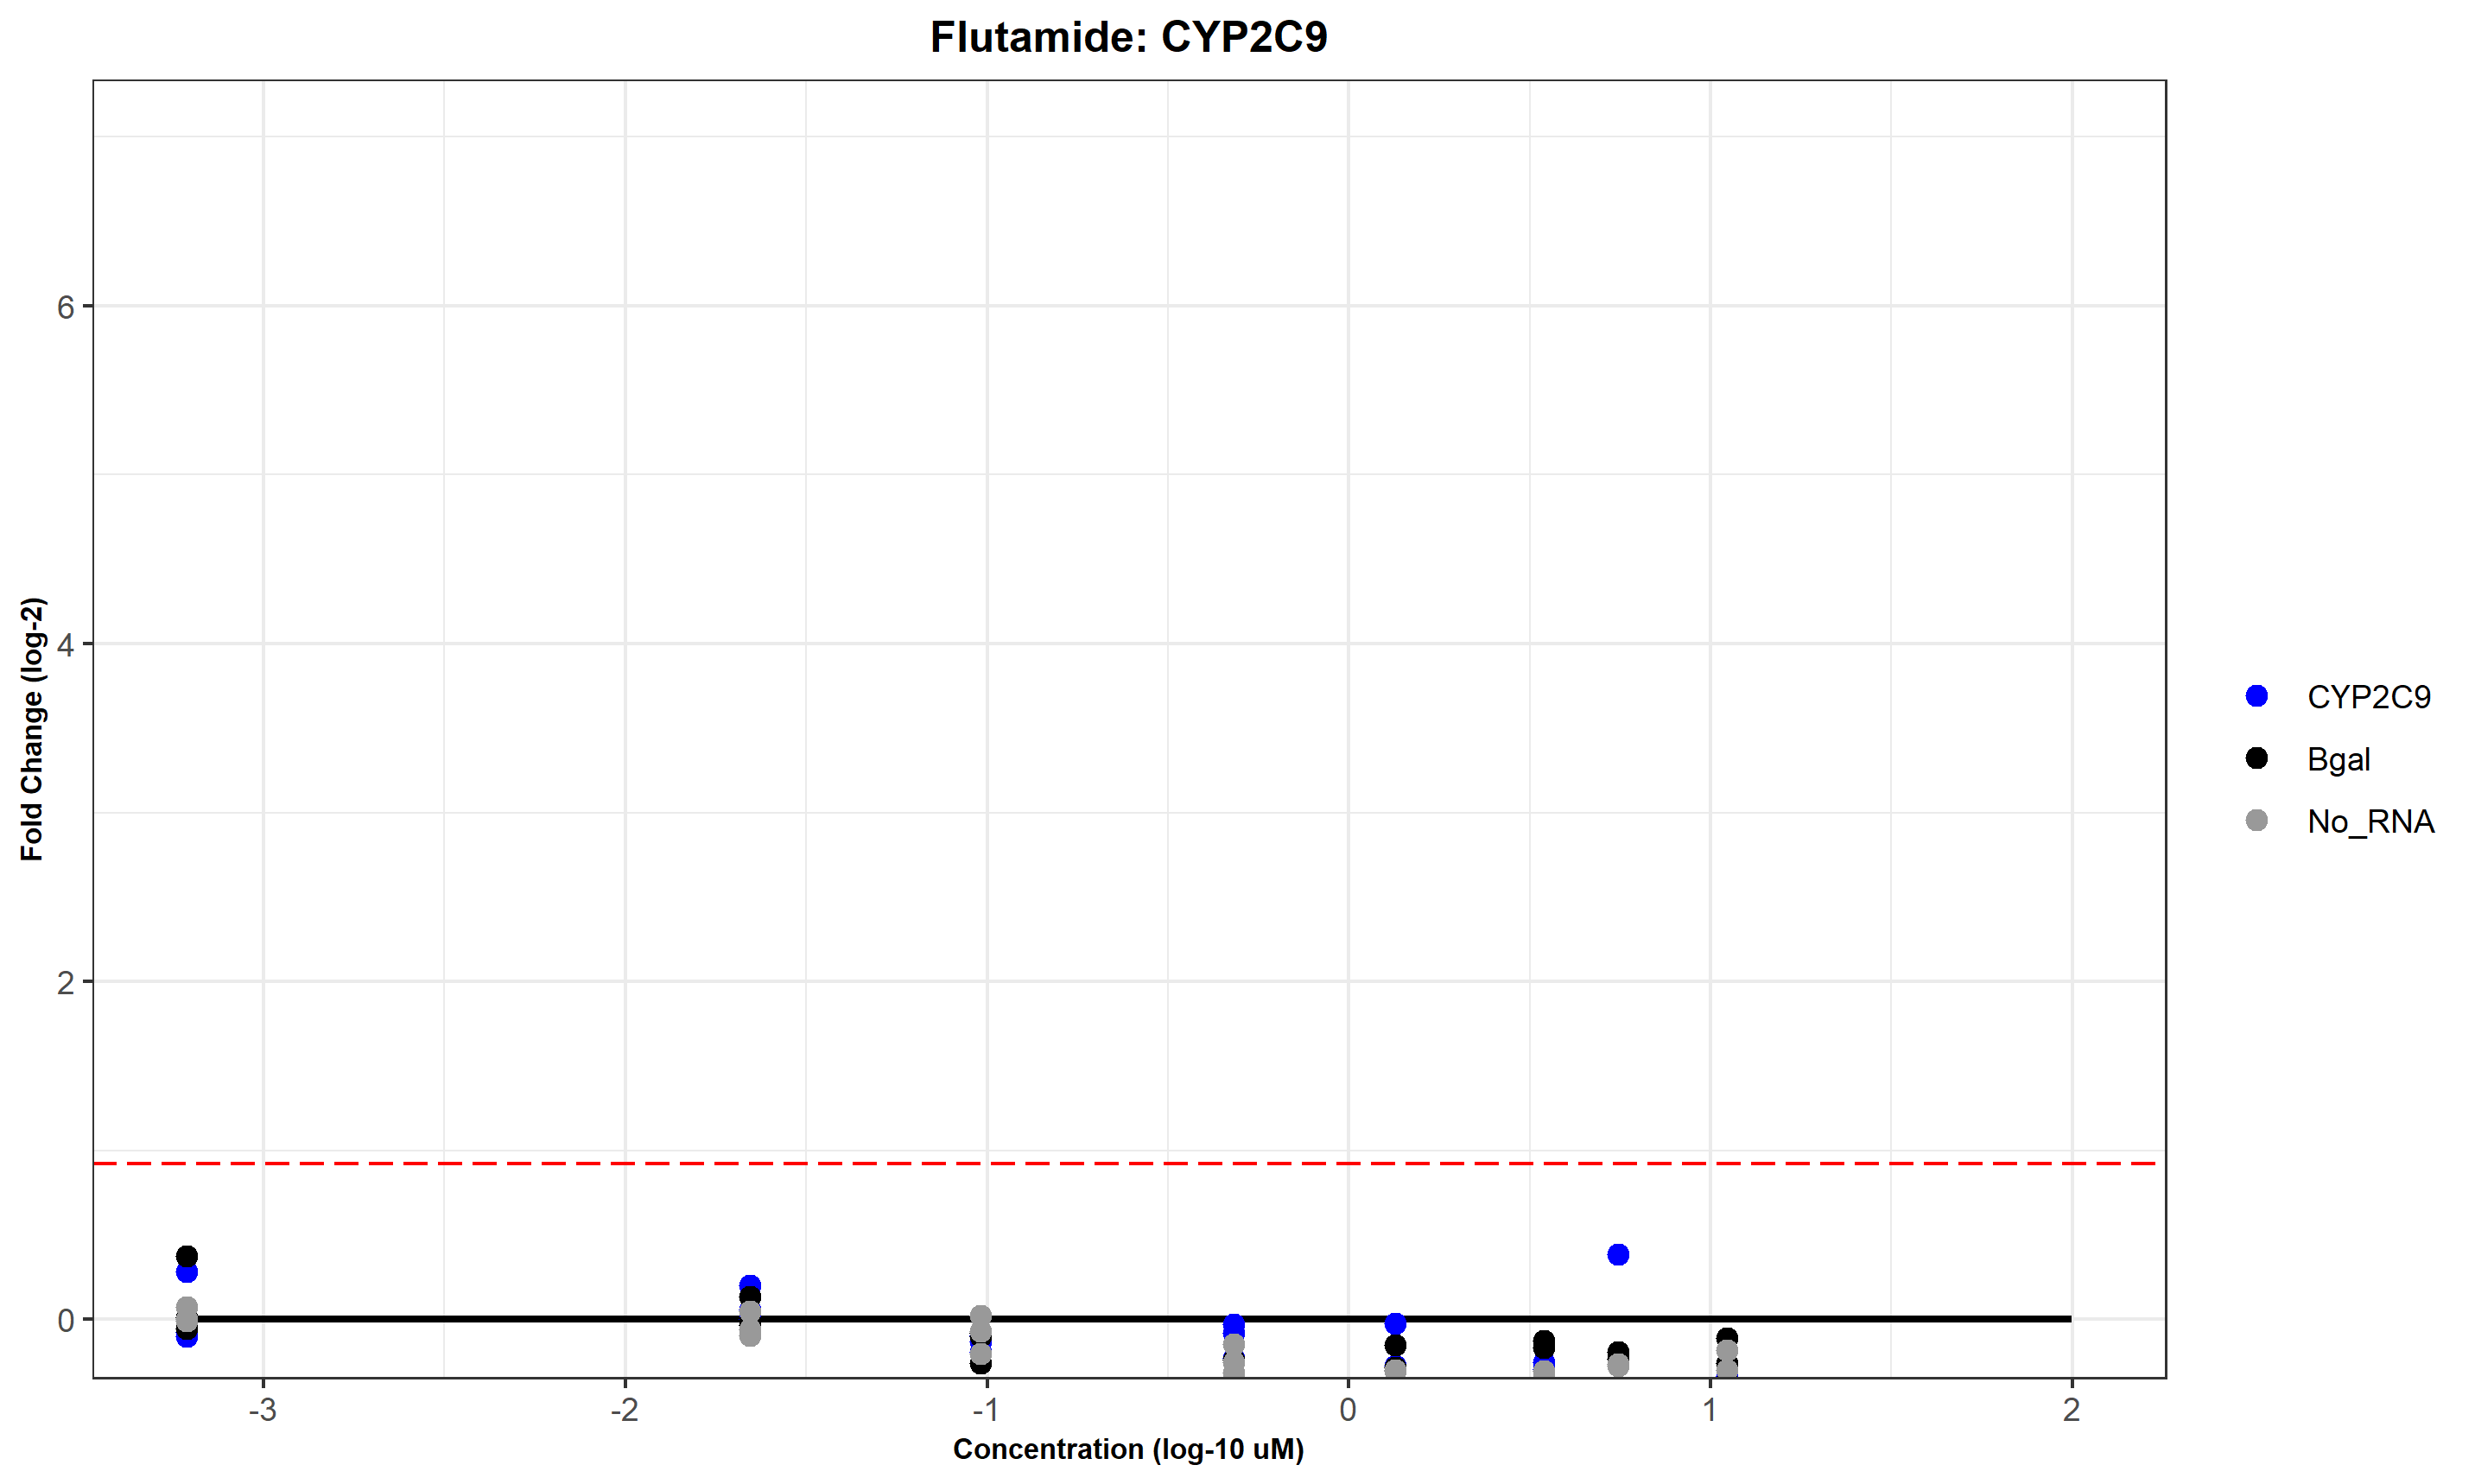 Flutamide: CYP2C9
Fold Change (log-2)
6
4
2
0
-3 -2 -1 0 1 2
Concentration (log-10 uM)
CYP2C9
Bgal
No_RNA